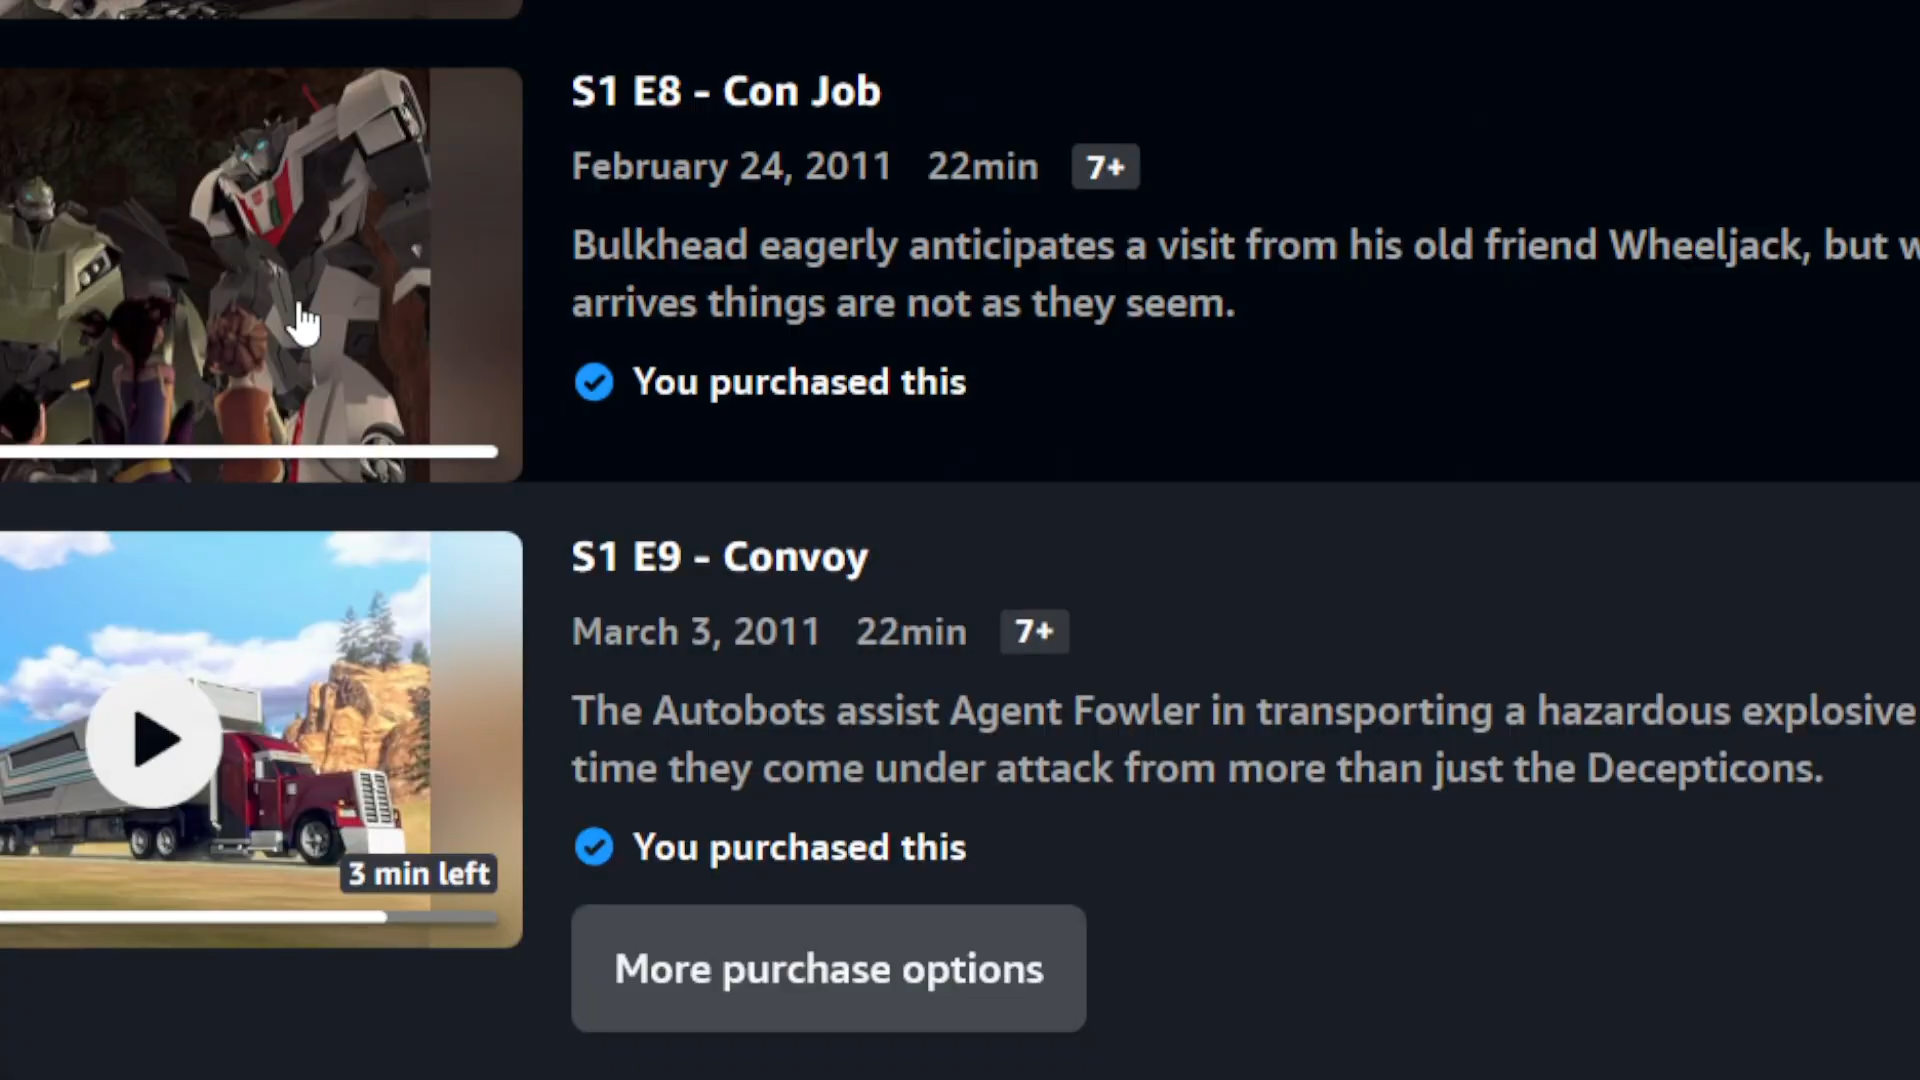 S1 E8 - Con Job
February 24, 2011 22min 7+
Bulkhead eagerly anticipates a visit from his old friend Wheeljack, but
arrives things are not as they seem.
You purchased this
S1 E9 - Convoy
March 3, 2011 22min 7+
The Autobots assist Agent Fowler in transporting a hazardous explosive
time they come under attack from more than just the Decepticons.
3 min left
You purchased this
More purchase options